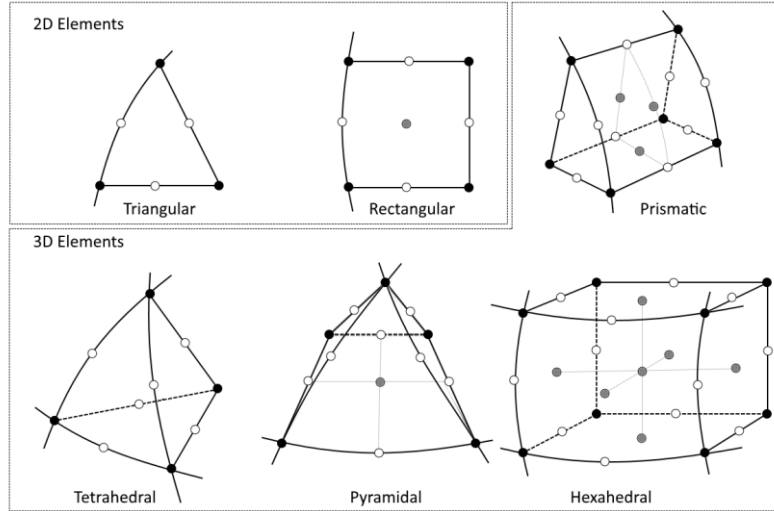 2D Elements
Triangular
Rectangular
Prismatic
3D Elements
Tetrahedral
Pyramidal
Hexahedral